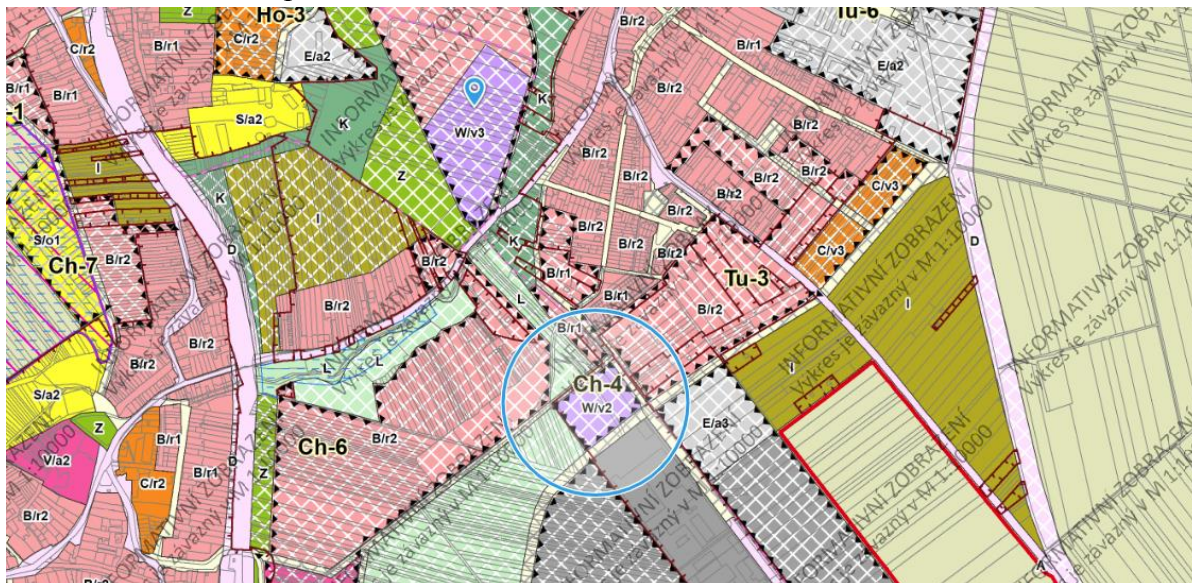 Ho-3
Tu-6
Z
C/r2
C/r2
B/r1
E/a2
B/r2
B/r1
E/a2
B/r1
B/r2
K
W/v3
K
B/r2
S/a2
B/r2
-1
I
B/r2
B/r2
Z
B/r2
B/r2
C/v3
K
I
B/r2
S/o1
B/r2
K
B/r2
C/v3
D
B/r2
D
Ch-7
B/r2
B/r2
B/r1
Tu-3
B/r2
L
B/r2
I
B/r1
B/r1
B/r2
B/r2
L
L
I
Ch-4
S/a2
W/v2
Z
E/a3
V/a2
B/r1
B/r2
Ch-6
D
B/r1
Z
C/r2
B/r2
INFORMATIVNÍ ZOBRAZENÍ
Výkres je závazný v M 1:10000